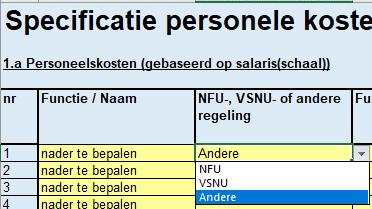 Specificatie personele koste
1.a Personeelskosten (gebaseerd op salaris(schaal))
nr Functie / Naam NFU-, VSNU- of andere regeling Fu
1 nader te bepalen Andere
2 nader te bepalen NFU
3 nader te bepalen VSNU
4 nader te bepalen Andere